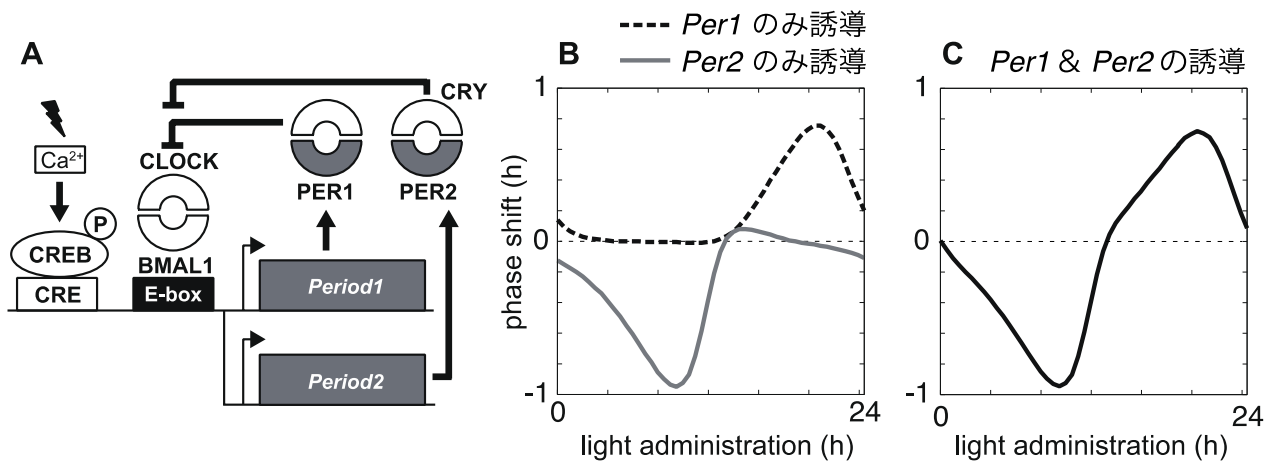 A
Ca2+
P
CREB
CRE
CLOCK
BMAL1
E-box
CRY
PER1
PER2
Period1
Period2
Per1 のみ誘導
Per2 のみ誘導
B
phase shift (h)
1
0
-1
0
24
light administration (h)
C
Per1 & Per2 の誘導
1
0
-1
0
24
light administration (h)